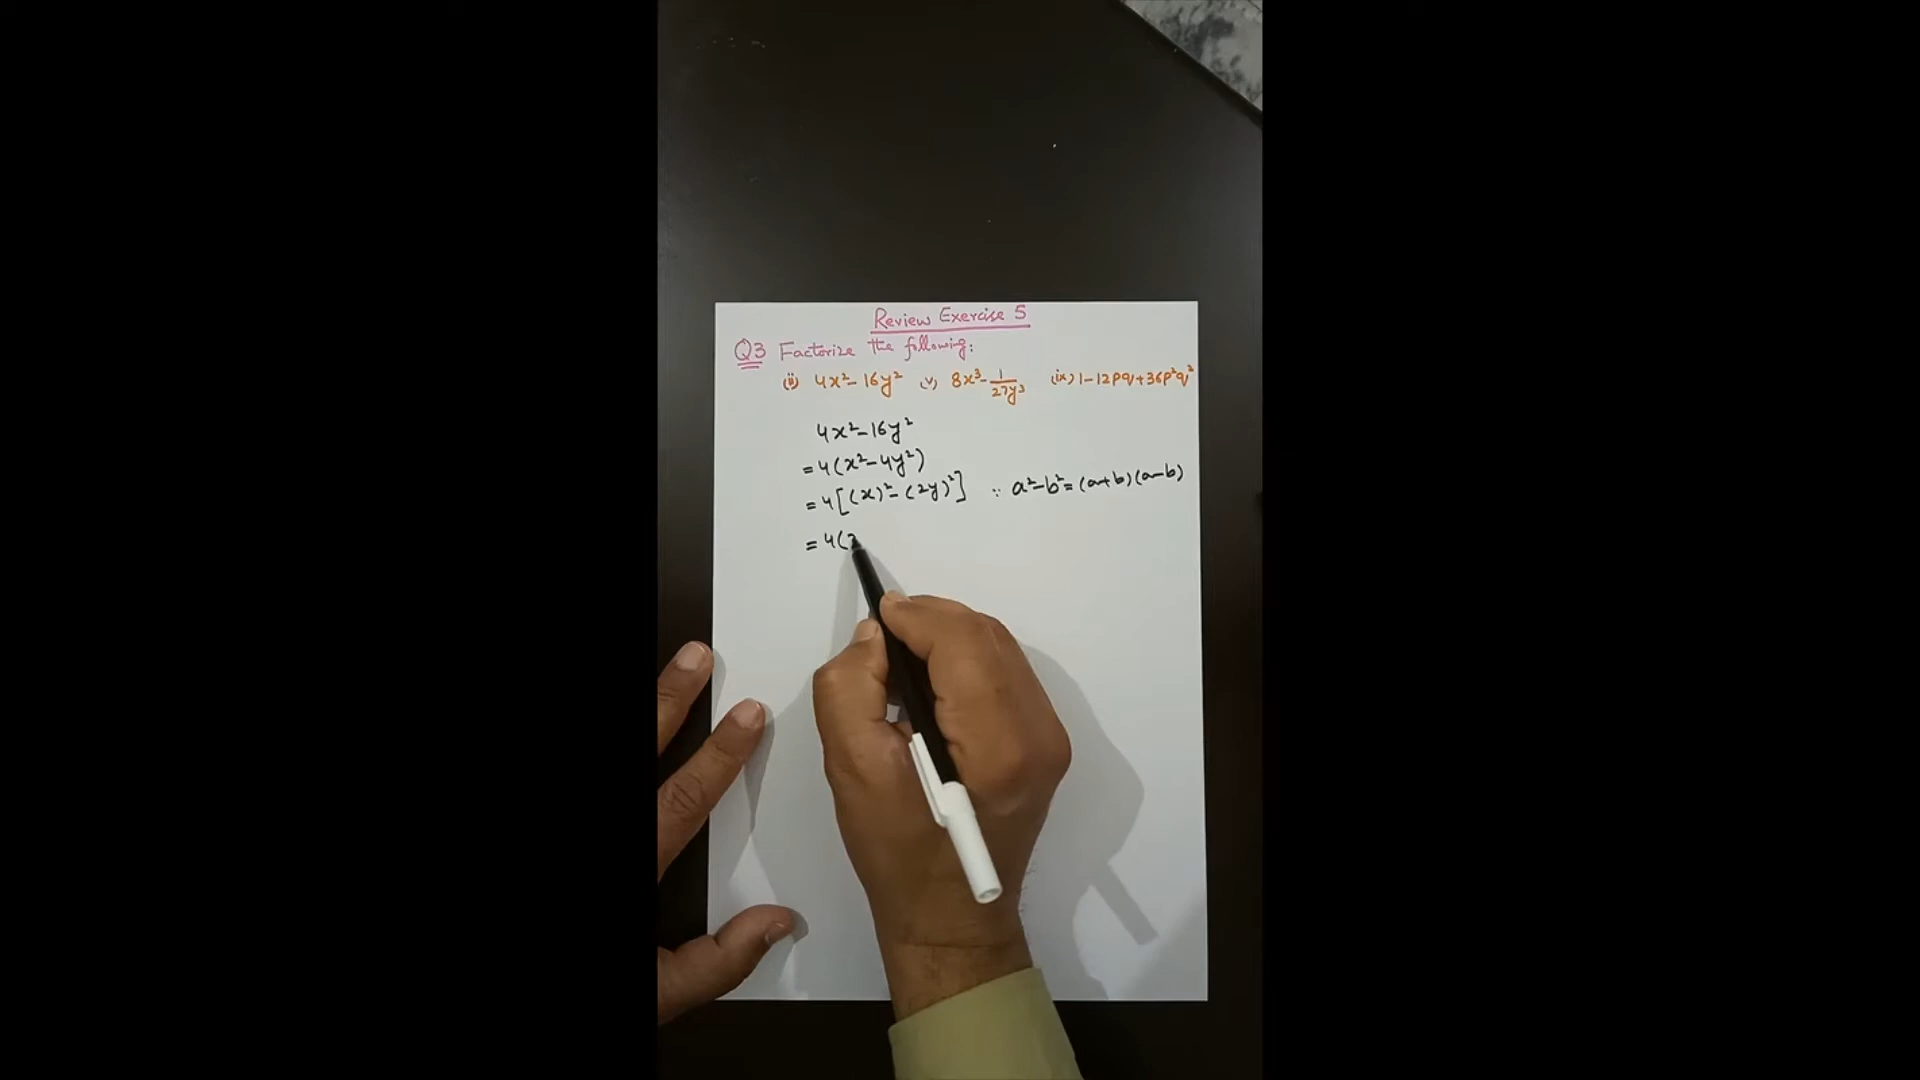 Review Exercise 5
Q3 Factorize the following:
(ii) 4x²-16y² (v) 8x³-1/27y³ (ix) 1-12pq+36p²q²
4x²-16y²
=4(x²-4y²)
=4[(x)²-(2y)²] ∵ a²-b²=(a+b)(a-b)
=4(